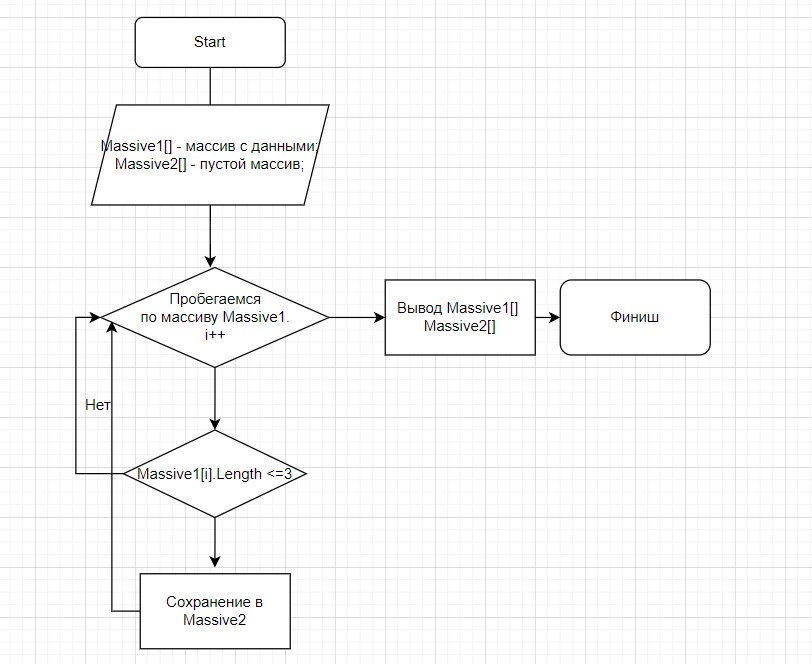 Start
Massive1[] - массив с данными;
Massive2[] - пустой массив;
Пробегаемся
по массиву Massive1.
i++
Вывод Massive1[]
Massive2[]
Финиш
Нет
Massive1[i].Length <=3
Сохранение в
Massive2